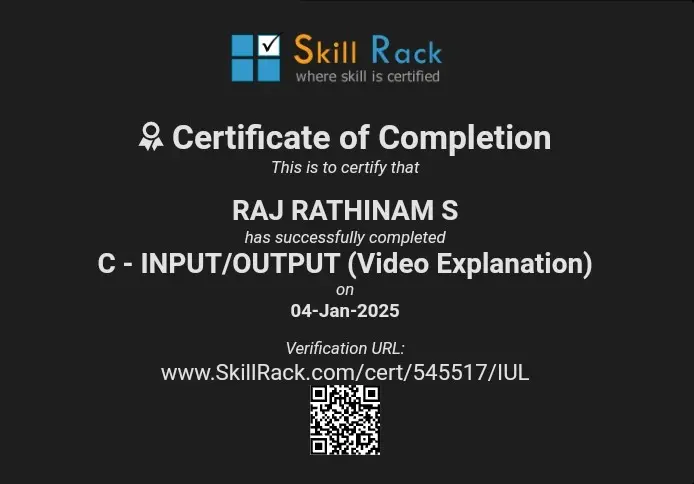 Skill Rack
where skill is certified
Certificate of Completion
This is to certify that
RAJ RATHINAM S
has successfully completed
C - INPUT/OUTPUT (Video Explanation)
on
04-Jan-2025
Verification URL:
www.SkillRack.com/cert/545517/IUL